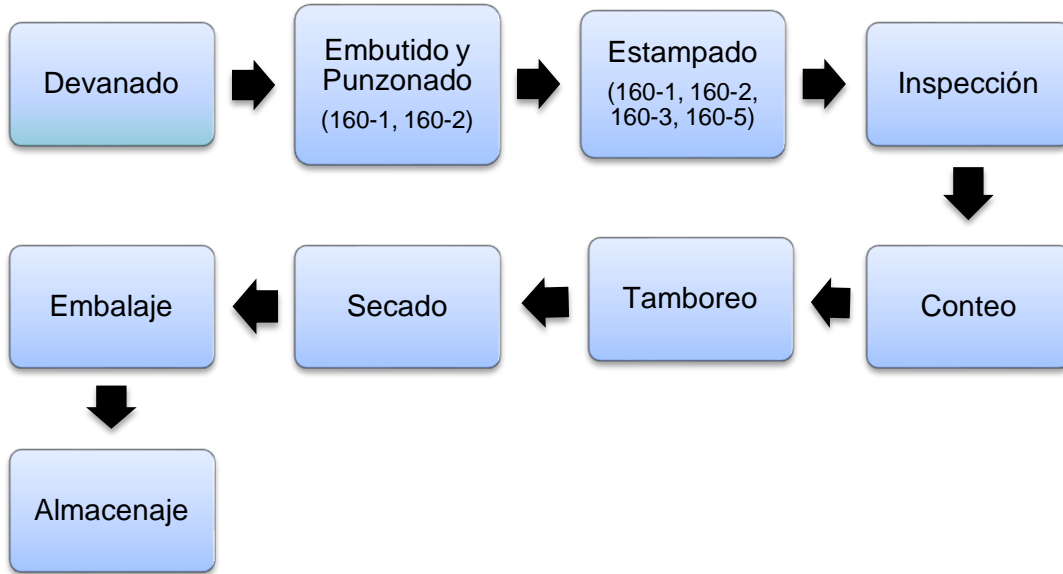 Devanado
Embutido y
Punzonado
(160-1, 160-2)
Estampado
(160-1, 160-2,
160-3, 160-5)
Inspección
Conteo
Tamboreo
Secado
Embalaje
Almacenaje